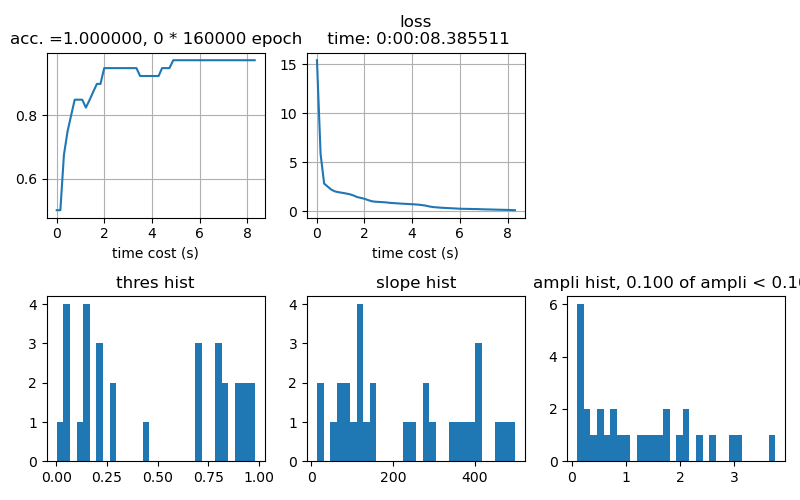 acc. =1.000000, 0 * 160000 epoch
loss
time: 0:00:08.385511
0.8
0.6
0 2 4 6 8
time cost (s)
15
10
5
0
0 2 4 6 8
time cost (s)
thres hist
4
3
2
1
0
0.00 0.25 0.50 0.75 1.00
slope hist
4
3
2
1
0
0 200 400
ampli hist, 0.100 of ampli < 0.10
6
4
2
0
0 1 2 3